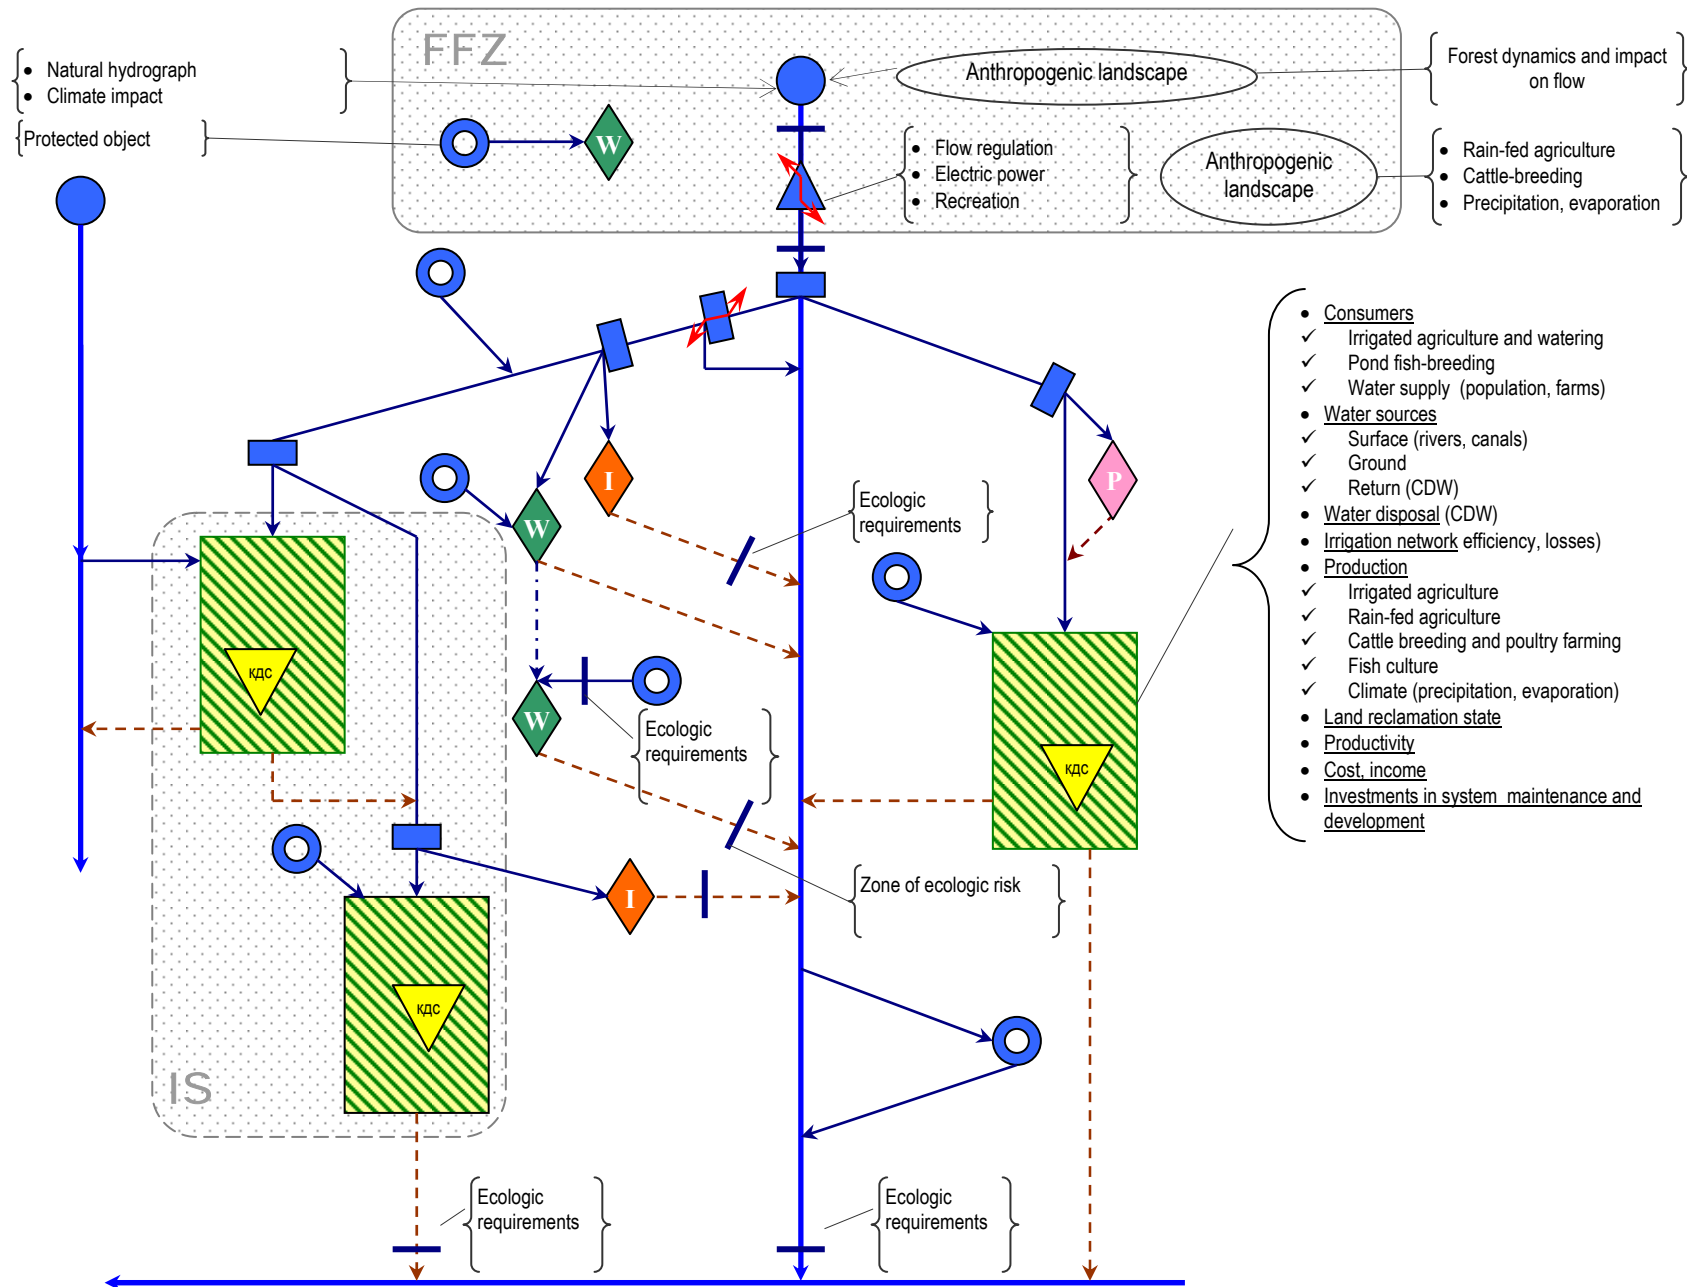 FFZ
• Natural hydrograph
• Climate impact
Protected object
Anthropogenic landscape
Forest dynamics and impact
on flow
W
• Flow regulation
• Electric power
• Recreation
Anthropogenic
landscape
• Rain-fed agriculture
• Cattle-breeding
• Precipitation, evaporation
• Consumers
✓ Irrigated agriculture and watering
✓ Pond fish-breeding
✓ Water supply (population, farms)
• Water sources
✓ Surface (rivers, canals)
✓ Ground
✓ Return (CDW)
• Water disposal (CDW)
• Irrigation network efficiency, losses)
• Production
✓ Irrigated agriculture
✓ Rain-fed agriculture
✓ Cattle breeding and poultry farming
✓ Fish culture
✓ Climate (precipitation, evaporation)
• Land reclamation state
• Productivity
• Cost, income
• Investments in system maintenance and
development
I
P
W
Ecologic
requirements
кдс
W
Ecologic
requirements
кдс
I
Zone of ecologic risk
кдс
IS
Ecologic
requirements
Ecologic
requirements